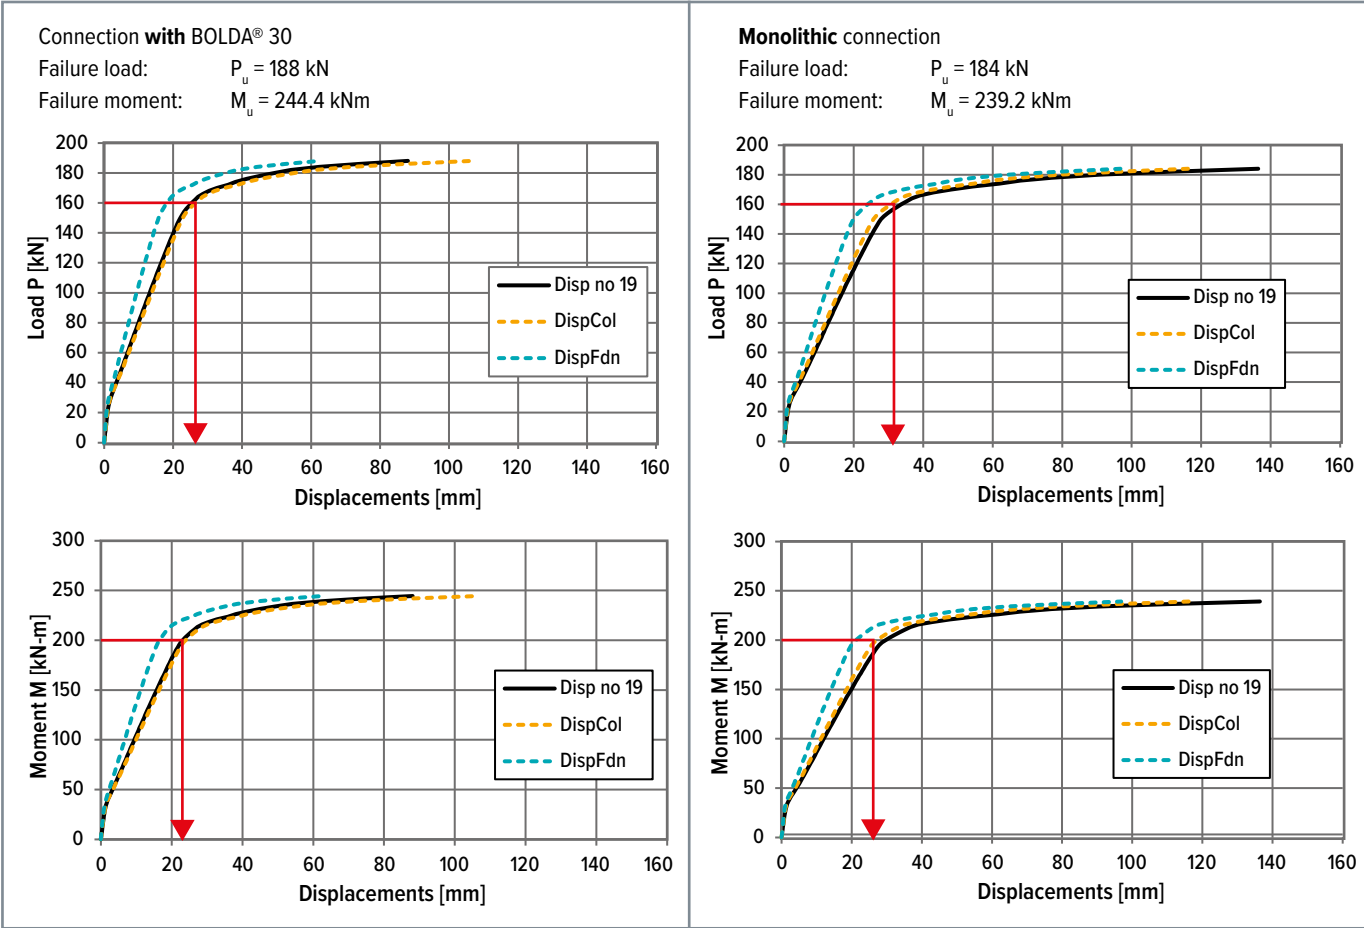 Connection with BOLDA® 30
Failure load: Pu = 188 kN
Failure moment: Mu = 244.4 kNm
200
180
160
140
120
100
80
60
40
20
0
Load P [kN]
Disp no 19
DispCol
DispFdn
0 20 40 60 80 100 120 140 160
Displacements [mm]
300
250
200
150
100
50
0
Moment M [kN-m]
Disp no 19
DispCol
DispFdn
0 20 40 60 80 100 120 140 160
Displacements [mm]
Monolithic connection
Failure load: Pu = 184 kN
Failure moment: Mu = 239.2 kNm
200
180
160
140
120
100
80
60
40
20
0
Load P [kN]
Disp no 19
DispCol
DispFdn
0 20 40 60 80 100 120 140 160
Displacements [mm]
300
250
200
150
100
50
0
Moment M [kN-m]
Disp no 19
DispCol
DispFdn
0 20 40 60 80 100 120 140 160
Displacements [mm]